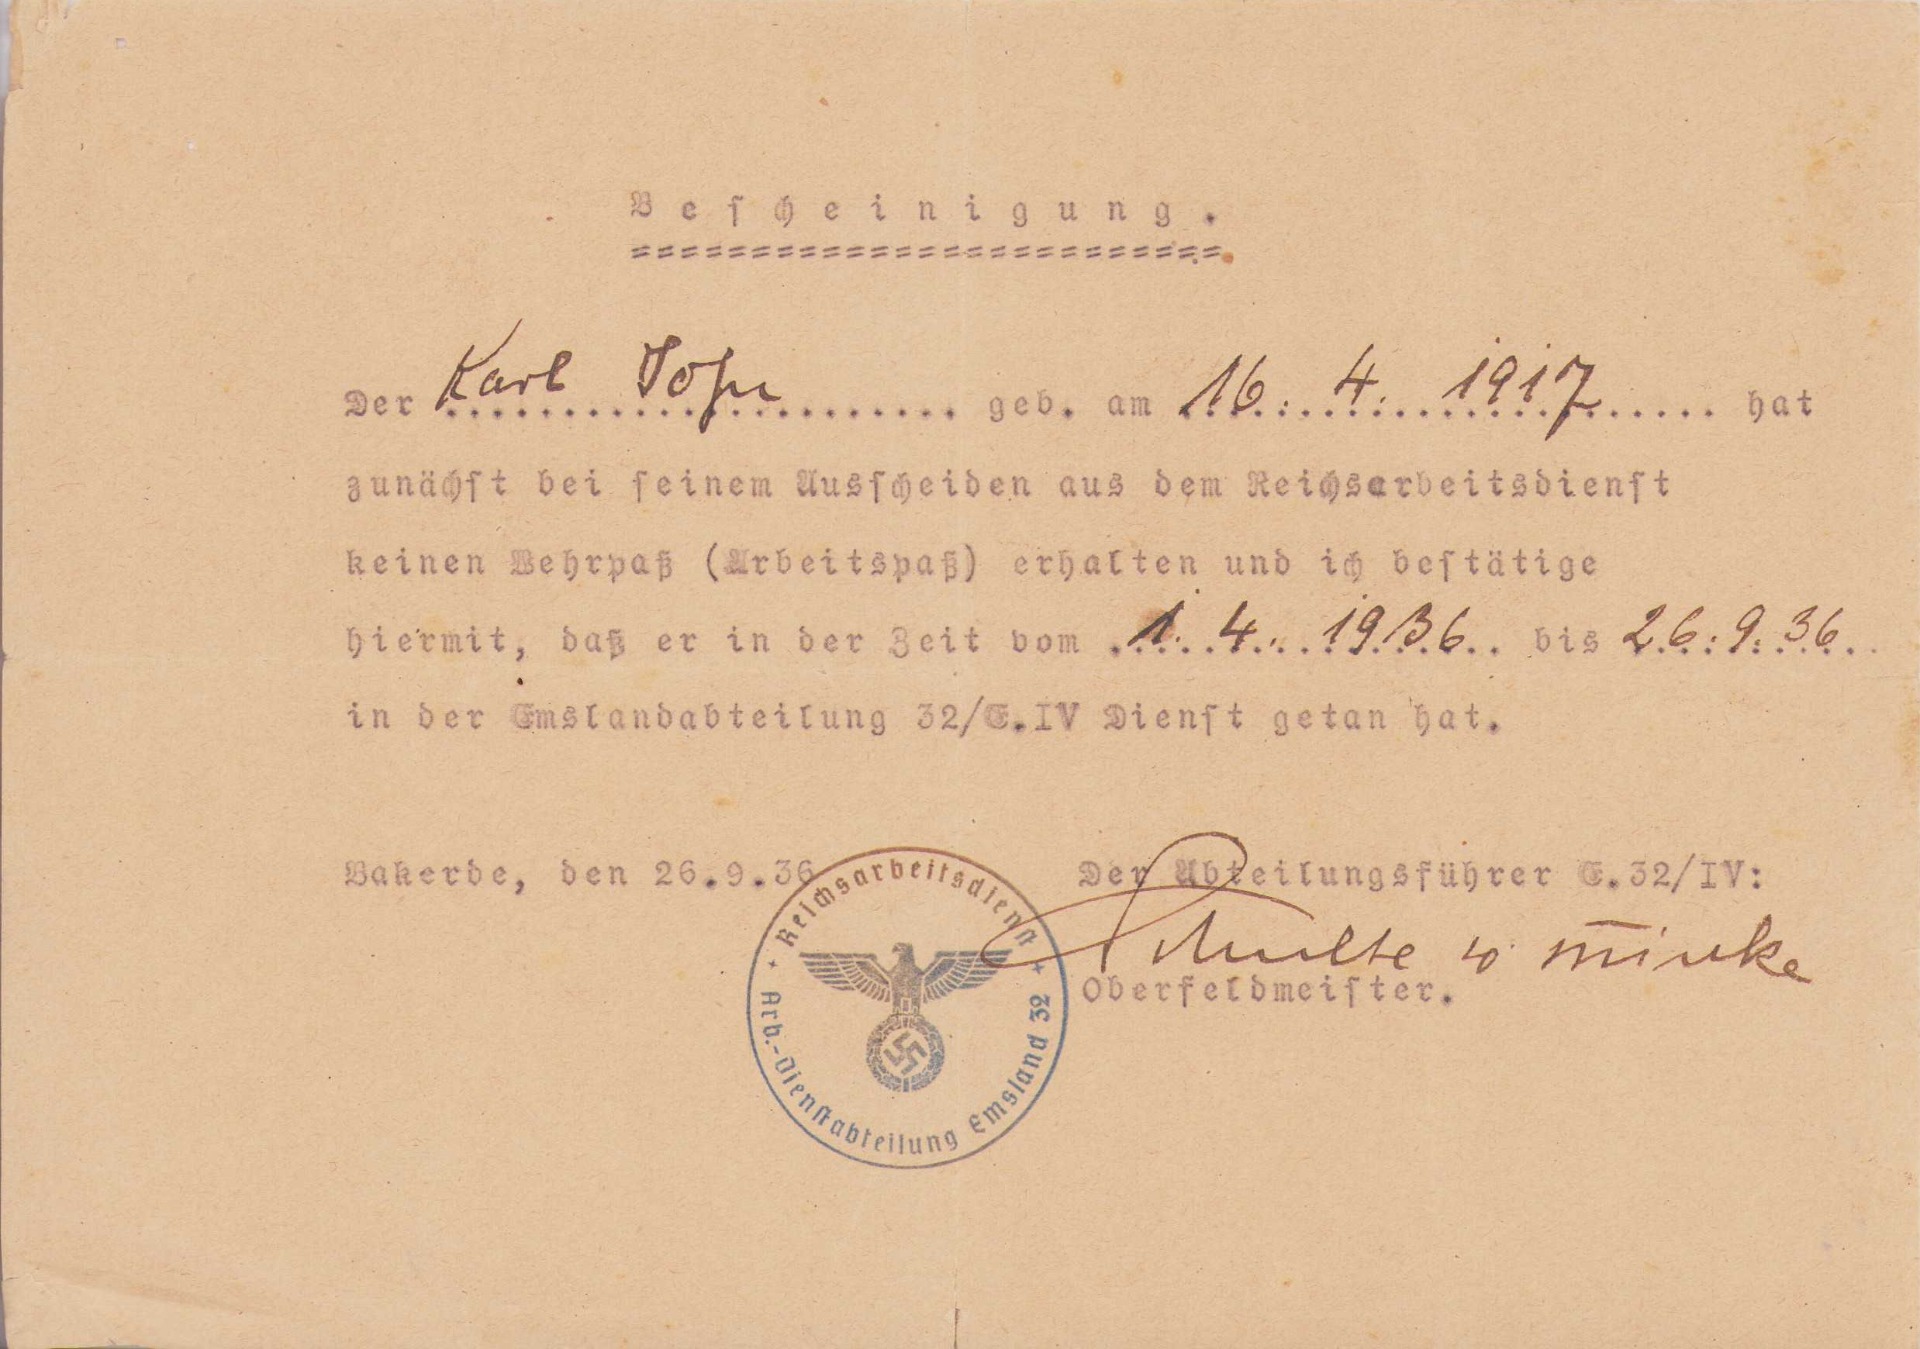 Bescheinigung.
Der Karl John geb. am 16. 4. 1917 hat
zunächst bei seinem Ausscheiden aus dem Reichsarbeitsdienst
keinen Wehrpaß (Arbeitspaß) erhalten und ich bestätige
hiermit, daß er in der Zeit vom 1. 4. 1936 bis 26. 9. 36
in der Emslandabteilung 32/E.IV Dienst getan hat.
Bakerde, den 26.9.36
Der Abteilungsführer E.32/IV:
Schulte
Oberfeldmeister.
Reichsarbeitsdienst
Arb.-Dienstabteilung Emsland 32